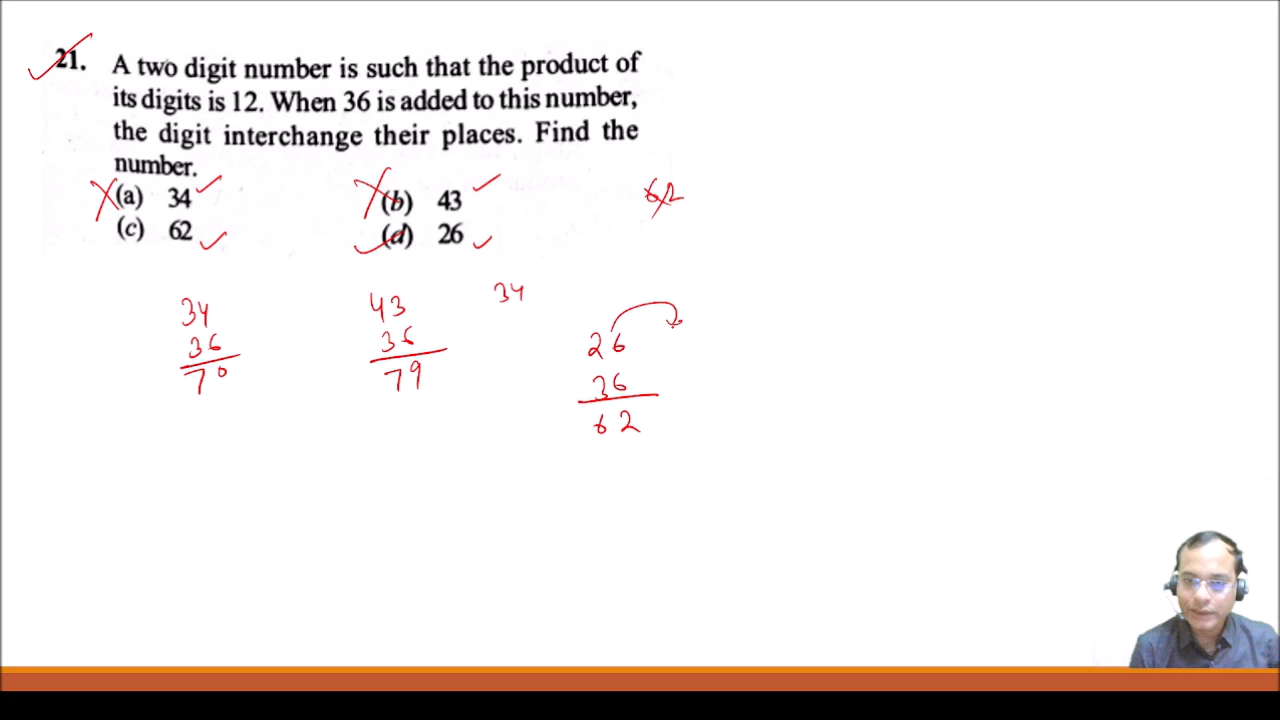 21. A two digit number is such that the product of
its digits is 12. When 36 is added to this number,
the digit interchange their places. Find the
number.
(a) 34 (b) 43
(c) 62 (d) 26
62
34 43 34
36 36 26
70 79 36
62